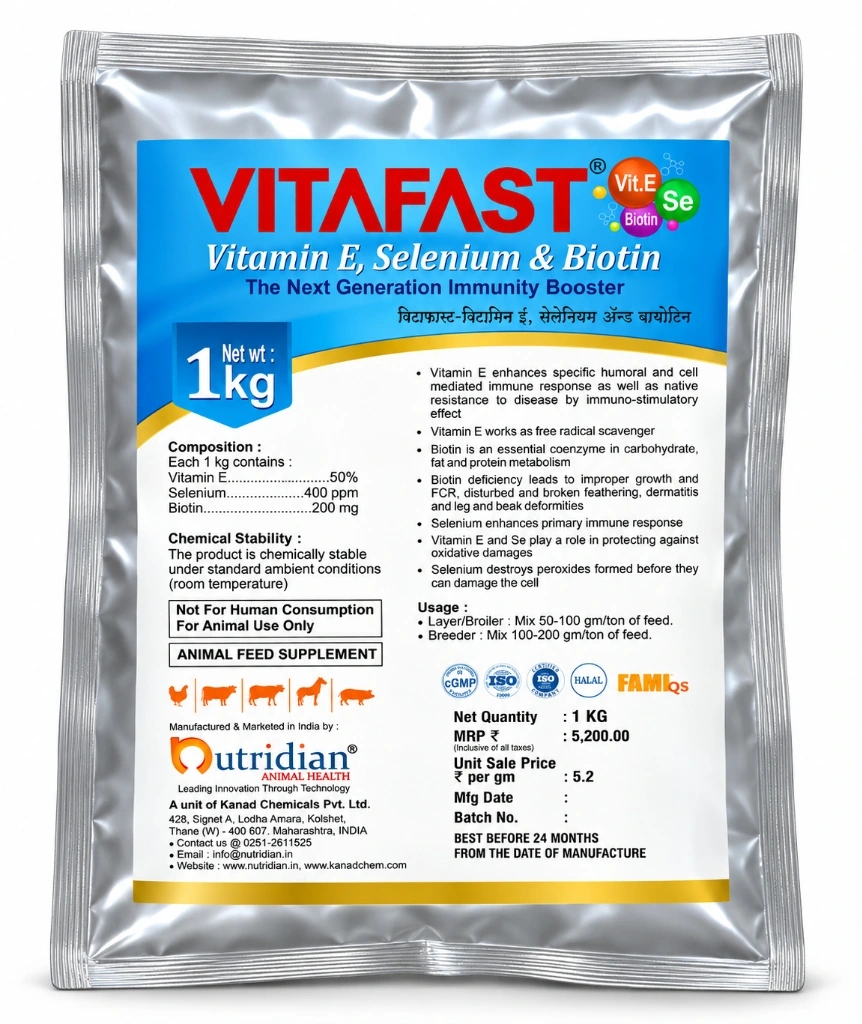 VITAFAST®
Vit.E
Se
Biotin
Vitamin E, Selenium & Biotin
The Next Generation Immunity Booster
विटाफास्ट-विटामिन ई, सेलेनियम ॲन्ड बायोटिन
Net wt :
1kg
Composition :
Each 1 kg contains :
Vitamin E........................50%
Selenium..................400 ppm
Biotin.........................200 mg
Chemical Stability :
The product is chemically stable
under standard ambient conditions
(room temperature)
Not For Human Consumption
For Animal Use Only
ANIMAL FEED SUPPLEMENT
Manufactured & Marketed in India by :
nutridian®
ANIMAL HEALTH
Leading Innovation Through Technology
A unit of Kanad Chemicals Pvt. Ltd.
428, Signet A, Lodha Amara, Kolshet,
Thane (W) - 400 607. Maharashtra, INDIA
• Contact us @ 0251-2611525
• Email : info@nutridian.in
• Website : www.nutridian.in, www.kanadchem.com
• Vitamin E enhances specific humoral and cell
mediated immune response as well as native
resistance to disease by immuno-stimulatory
effect
• Vitamin E works as free radical scavenger
• Biotin is an essential coenzyme in carbohydrate,
fat and protein metabolism
• Biotin deficiency leads to improper growth and
FCR, disturbed and broken feathering, dermatitis
and leg and beak deformities
• Selenium enhances primary immune response
• Vitamin E and Se play a role in protecting against
oxidative damages
• Selenium destroys peroxides formed before they
can damage the cell
Usage :
• Layer/Broiler : Mix 50-100 gm/ton of feed.
• Breeder : Mix 100-200 gm/ton of feed.
cGMP
ISO
CERTIFIED
ISO
COMPANY
HALAL
FAMI QS
Net Quantity : 1 KG
MRP ₹ : 5,200.00
(Inclusive of all taxes)
Unit Sale Price
₹ per gm : 5.2
Mfg Date :
Batch No. :
BEST BEFORE 24 MONTHS
FROM THE DATE OF MANUFACTURE